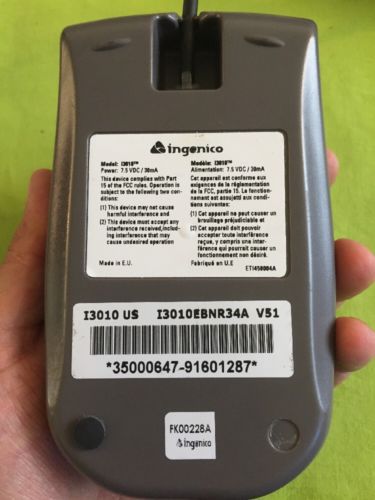 ingenico
Model: I3010™
Power: 7.5 VDC / 30mA
This device complies with Part
15 of the FCC rules. Operation is
subject to the following two con-
ditions:
(1) This device may not cause
harmful interference and
(2) This device must accept any
interference received,includ-
ing interference that may
cause undesired operation
Made in E.U.
Modèle: I3010™
Alimentation: 7.5 VDC / 30mA
Cet appareil est conforme aux
exigences de la réglementation
de la FCC, partie 15. Le fonction-
nement est assujetti aux condi-
tions suivantes:
(1) Cet appareil ne peut causer un
brouillage préjudiciable et
(2) Cet appareil doit pouvoir
accepter toute interférence
reçue, y compris une inter-
férence qui pourrait causer un
fonctionnement non désiré.
Fabriqué en U.E
ET1458004A
I3010 US I3010EBNR34A V51
*35000647-91601287*
FK00228A
ingenico